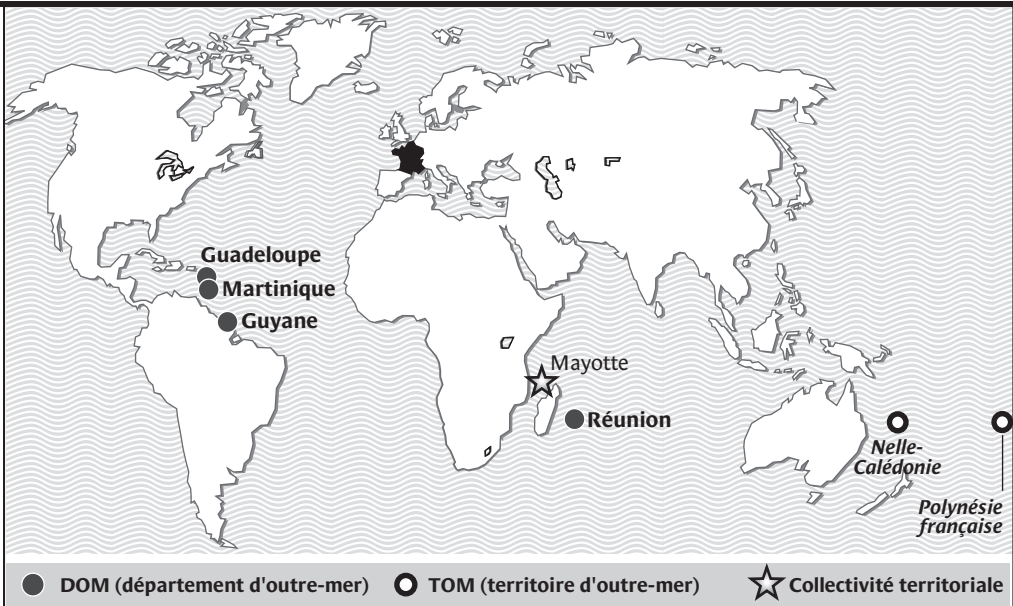 Guadeloupe
Martinique
Guyane
Mayotte
Réunion
Nelle-
Calédonie
Polynésie
française
DOM (département d'outre-mer)
TOM (territoire d'outre-mer)
Collectivité territoriale